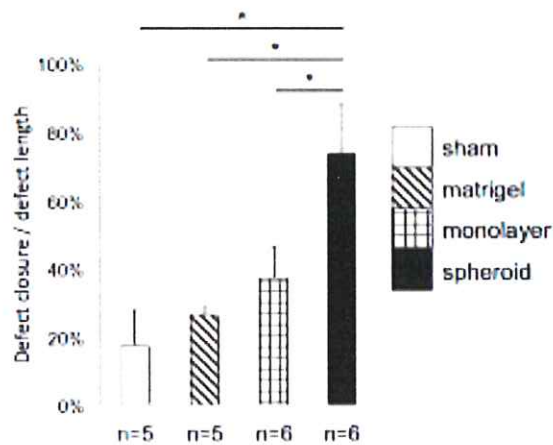 *
*
*
100%
80%
60%
40%
20%
0%
Defect closure / defect length
n=5 n=5 n=6 n=6
sham
matrigel
monolayer
spheroid